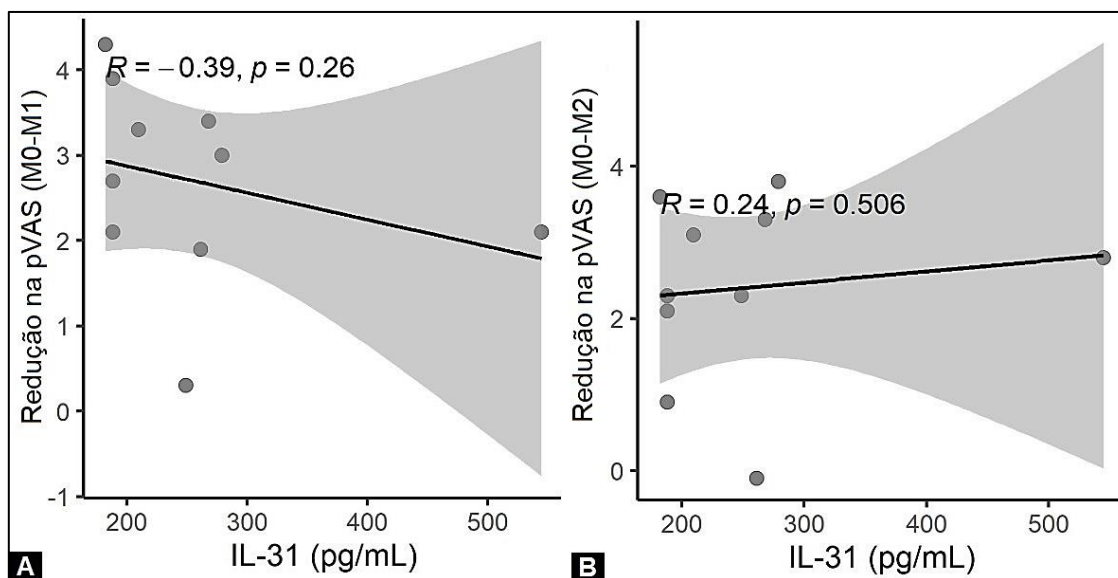 Redução na pVAS (M0-M1)
R = −0.39, p = 0.26
4
3
2
1
0
-1
200
300
400
500
IL-31 (pg/mL)
A
Redução na pVAS (M0-M2)
R = 0.24, p = 0.506
4
2
0
200
300
400
500
IL-31 (pg/mL)
B